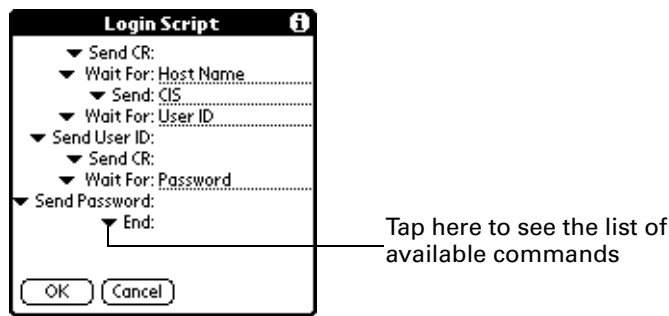 Login Script i
Send CR:
Wait For: Host Name
Send: CIS
Wait For: User ID
Send User ID:
Send CR:
Wait For: Password
Send Password:
End:
Tap here to see the list of
available commands
OK Cancel